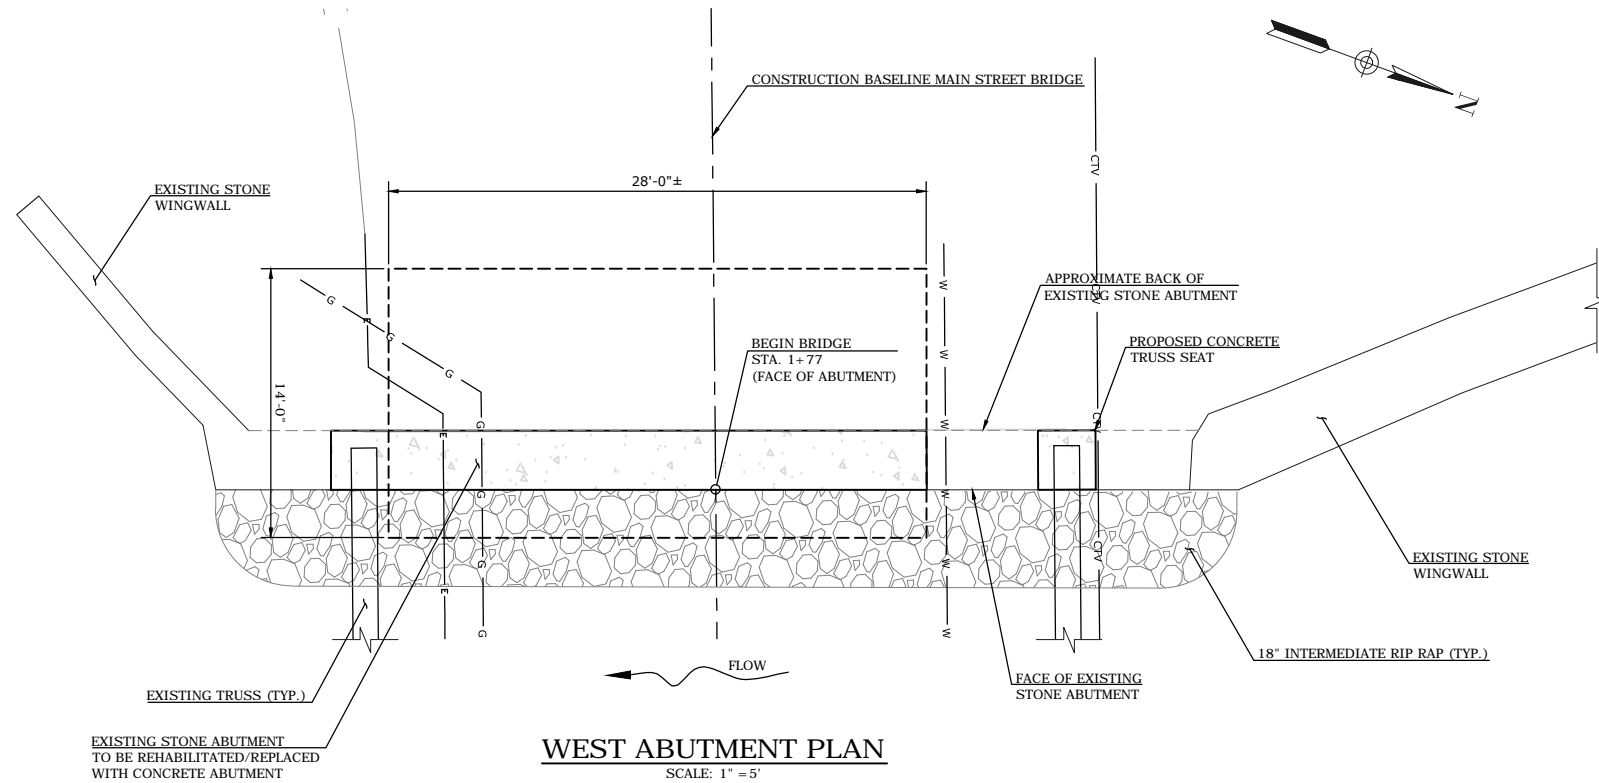 CONSTRUCTION BASELINE MAIN STREET BRIDGE
N
CTV
28'-0"±
EXISTING STONE
WINGWALL
APPROXIMATE BACK OF
EXISTING STONE ABUTMENT
W
CTV
G
E
G
BEGIN BRIDGE
STA. 1+77
(FACE OF ABUTMENT)
PROPOSED CONCRETE
TRUSS SEAT
W
G
14'-0"
E
G
W
CTV
G
W
G
E
W
CTV
EXISTING STONE
WINGWALL
G
W
18" INTERMEDIATE RIP RAP (TYP.)
FLOW
FACE OF EXISTING
STONE ABUTMENT
EXISTING TRUSS (TYP.)
EXISTING STONE ABUTMENT
TO BE REHABILITATED/REPLACED
WITH CONCRETE ABUTMENT
WEST ABUTMENT PLAN
SCALE: 1" =5'